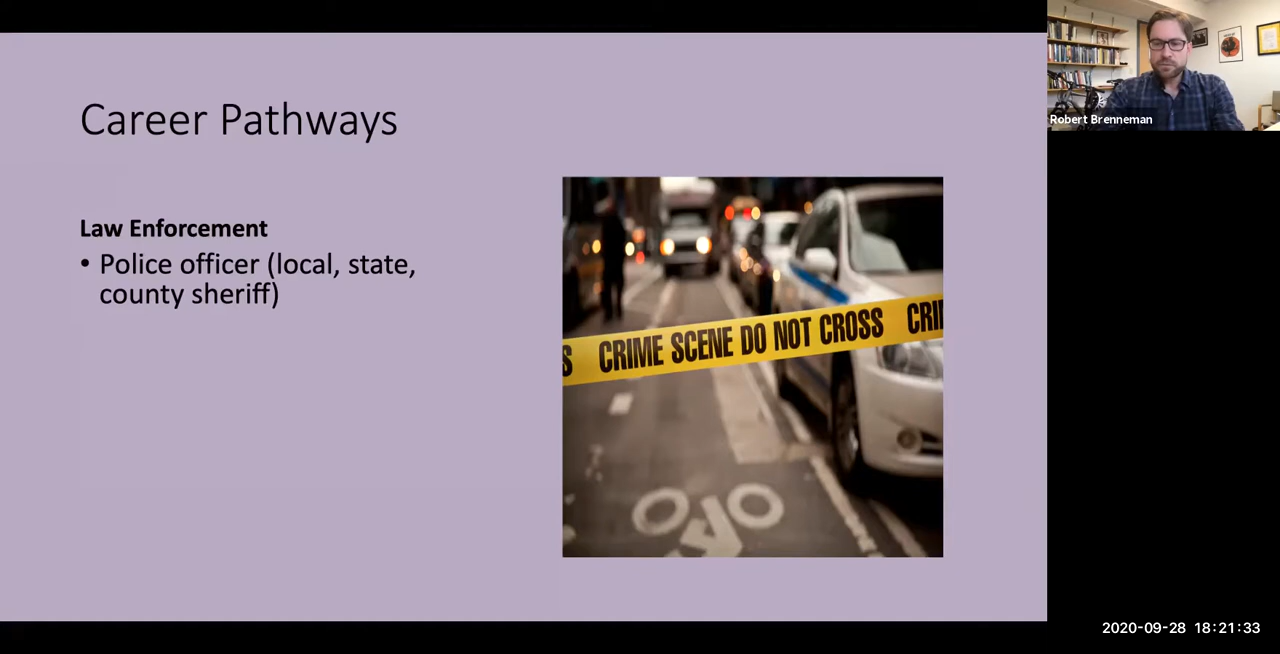 Career Pathways
Law Enforcement
• Police officer (local, state,
county sheriff)
S CRIME SCENE DO NOT CROSS CRI
Robert Brenneman
2020-09-28 18:21:33